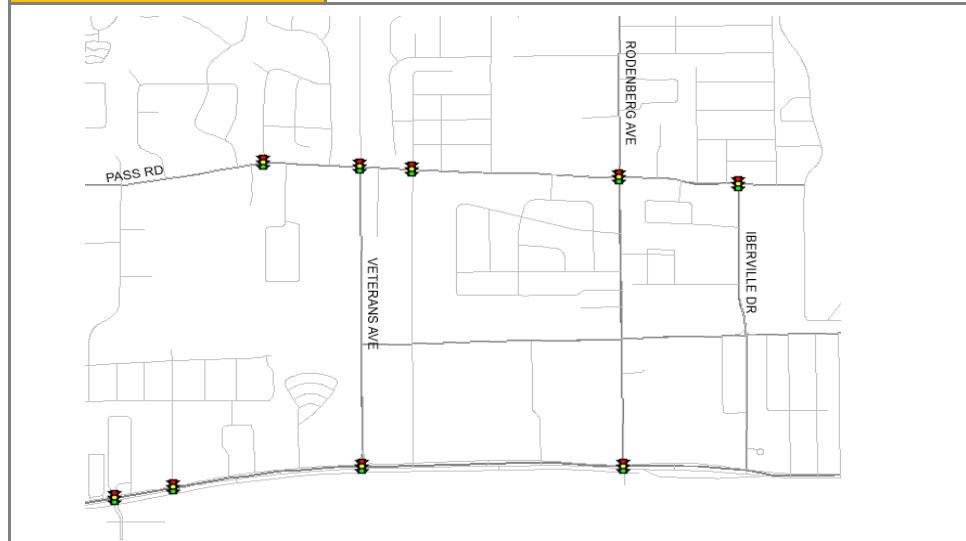 RODENBERG AVE
PASS RD
IBERVILLE DR
VETERANS AVE